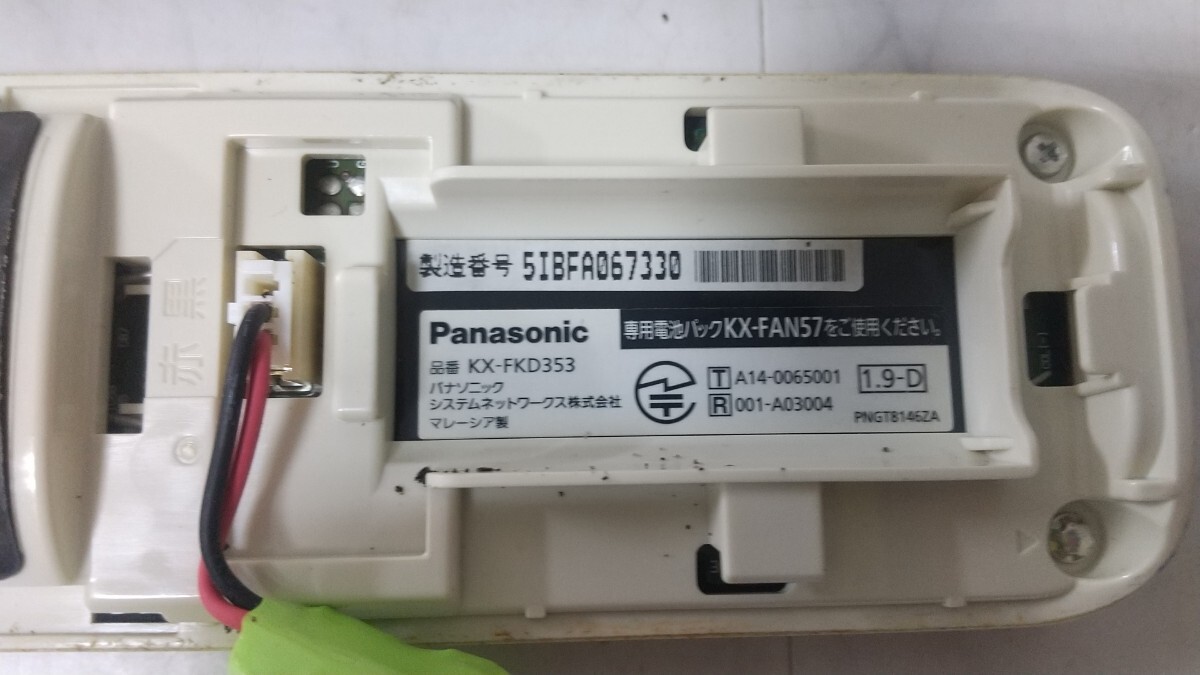 製造番号 5IBFA067330
Panasonic
専用電池パックKX-FAN57をご使用ください。
品番 KX-FKD353
パナソニック
システムネットワークス株式会社
マレーシア製
T A14-0065001
R 001-A03004
1.9-D
PNGT8146ZA
黒
赤